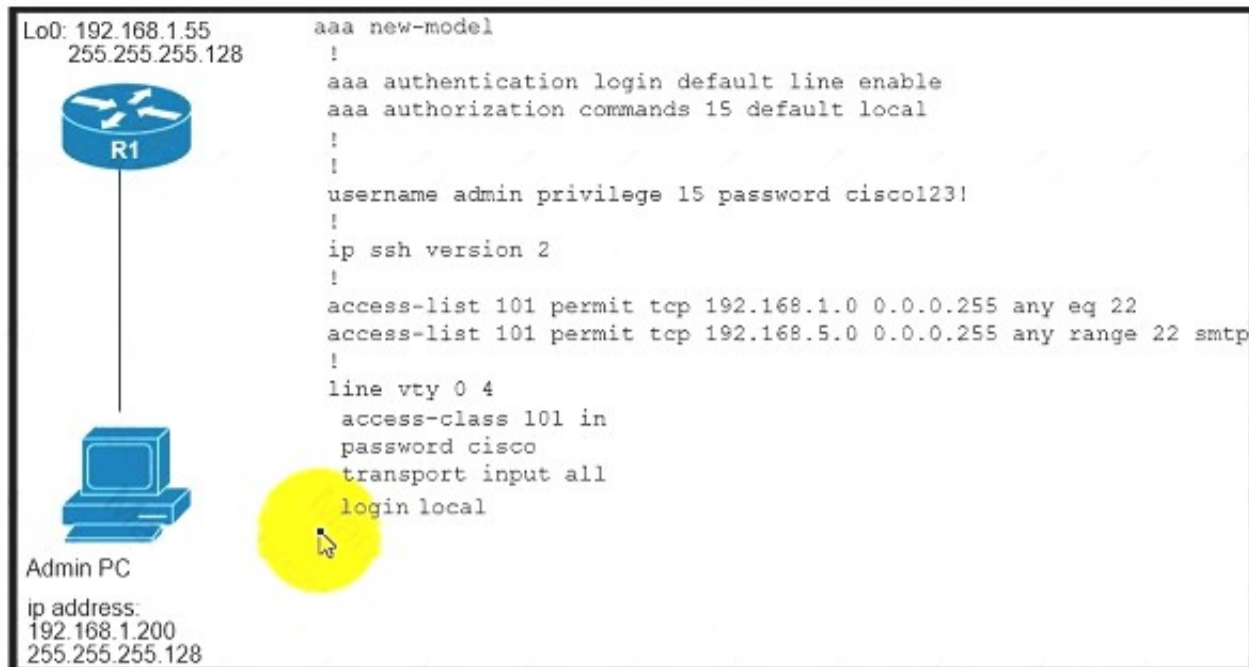 Lo0: 192.168.1.55
255.255.255.128
R1
Admin PC
ip address:
192.168.1.200
255.255.255.128
aaa new-model
!
aaa authentication login default line enable
aaa authorization commands 15 default local
!
!
username admin privilege 15 password cisco123!
!
ip ssh version 2
!
access-list 101 permit tcp 192.168.1.0 0.0.0.255 any eq 22
access-list 101 permit tcp 192.168.5.0 0.0.0.255 any range 22 smtp
!
line vty 0 4
access-class 101 in
password cisco
transport input all
login local